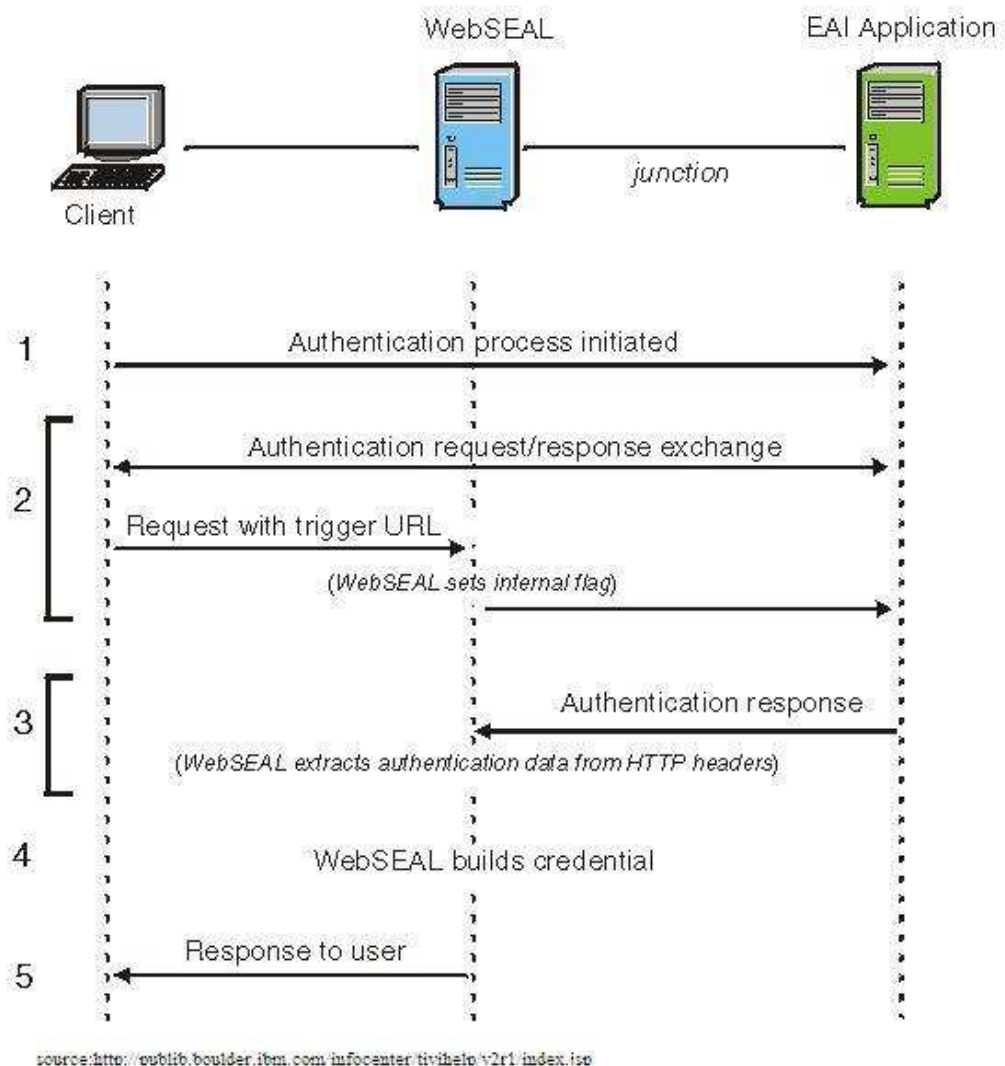 WebSEAL
EAI Application
junction
Client
1
Authentication process initiated
2
Authentication request/response exchange
Request with trigger URL
(WebSEAL sets internal flag)
3
Authentication response
(WebSEAL extracts authentication data from HTTP headers)
4
WebSEAL builds credential
5
Response to user
source:http://publib.boulder.ibm.com/infocenter/tivihelp/v2r1/index.jsp